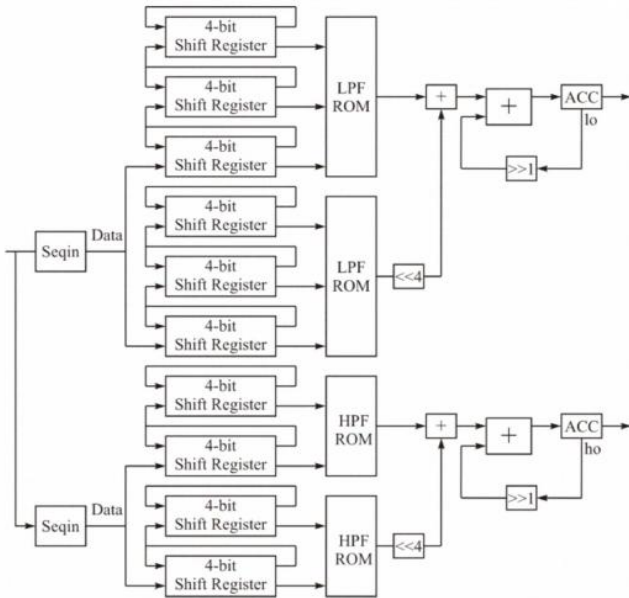 4-bit
Shift Register
4-bit
Shift Register
4-bit
Shift Register
LPF
ROM
+
+
ACC
lo
>>1
4-bit
Shift Register
4-bit
Shift Register
4-bit
Shift Register
LPF
ROM
<<4
Seqin
Data
4-bit
Shift Register
4-bit
Shift Register
HPF
ROM
+
+
ACC
ho
>>1
4-bit
Shift Register
4-bit
Shift Register
HPF
ROM
<<4
Seqin
Data